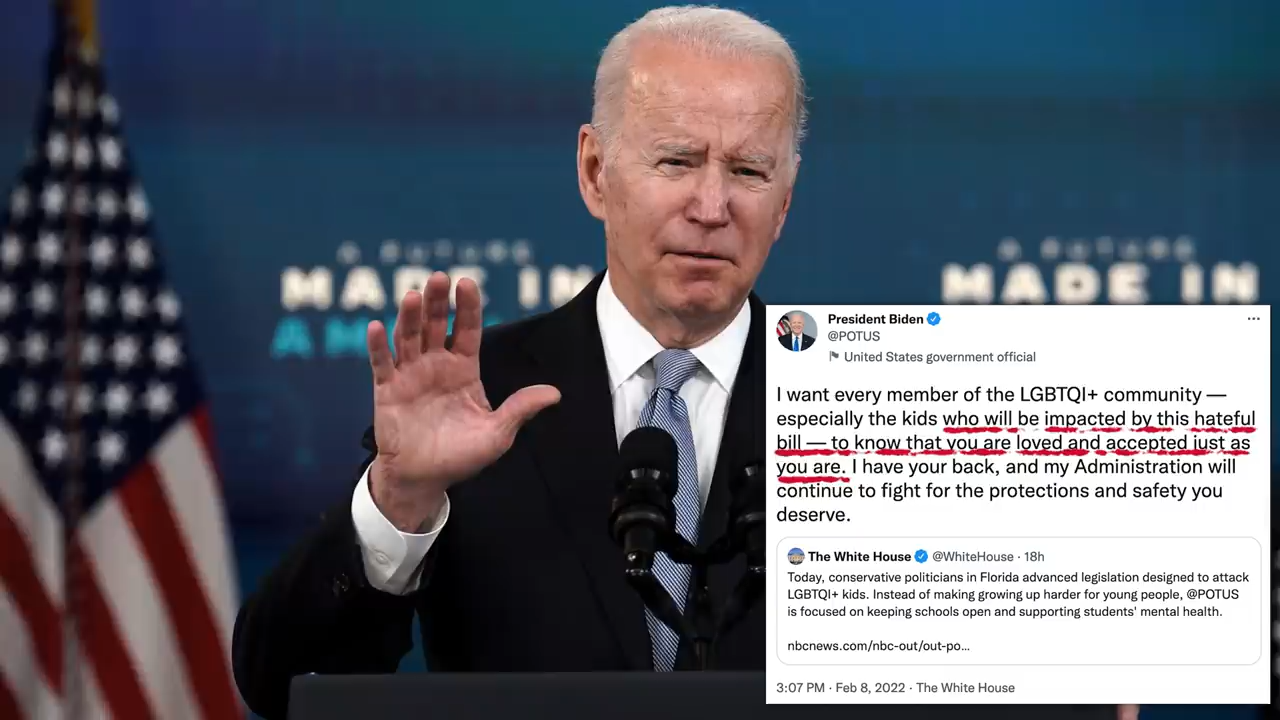 A FUTURE
MADE IN
A
A FUTURE
MADE IN
President Biden
@POTUS
United States government official
I want every member of the LGBTQI+ community —
especially the kids who will be impacted by this hateful
bill — to know that you are loved and accepted just as
you are. I have your back, and my Administration will
continue to fight for the protections and safety you
deserve.
The White House @WhiteHouse · 18h
Today, conservative politicians in Florida advanced legislation designed to attack
LGBTQI+ kids. Instead of making growing up harder for young people, @POTUS
is focused on keeping schools open and supporting students' mental health.
nbcnews.com/nbc-out/out-po...
3:07 PM · Feb 8, 2022 · The White House